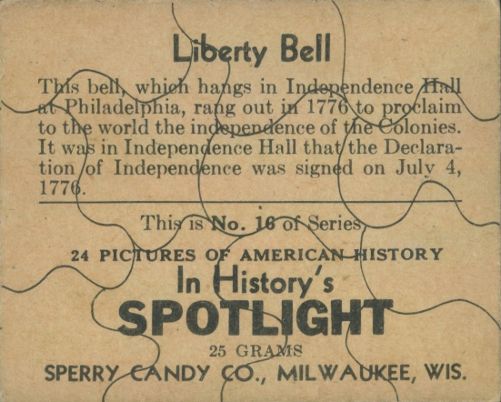 Liberty Bell
This bell, which hangs in Independence Hall
at Philadelphia, rang out in 1776 to proclaim
to the world the independence of the Colonies.
It was in Independence Hall that the Declara-
tion of Independence was signed on July 4,
1776.
This is No. 16 of Series
24 PICTURES OF AMERICAN HISTORY
In History's
SPOTLIGHT
25 GRAMS
SPERRY CANDY CO., MILWAUKEE, WIS.